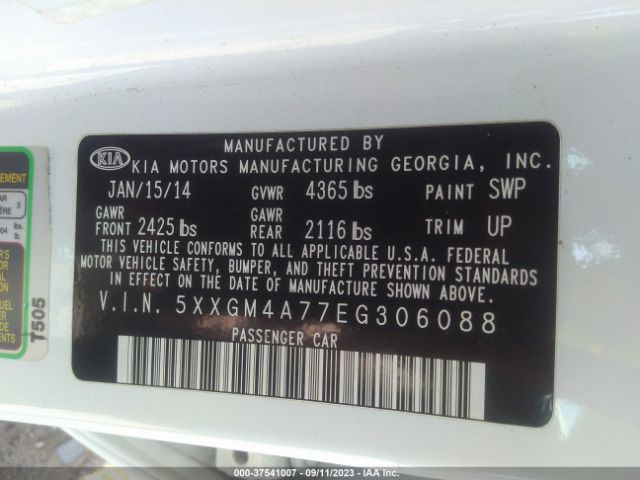 MANUFACTURED BY
KIA KIA MOTORS MANUFACTURING GEORGIA, INC.
JAN/15/14 GVWR 4365 lbs PAINT SWP
GAWR FRONT 2425 lbs GAWR REAR 2116 lbs TRIM UP
THIS VEHICLE CONFORMS TO ALL APPLICABLE U.S.A. FEDERAL
MOTOR VEHICLE SAFETY, BUMPER, AND THEFT PREVENTION STANDARDS
IN EFFECT ON THE DATE OF MANUFACTURE SHOWN ABOVE.
V.I.N. 5XXGM4A77EG306088
PASSENGER CAR
T505
000-37541007 - 09/11/2023 - IAA Inc.